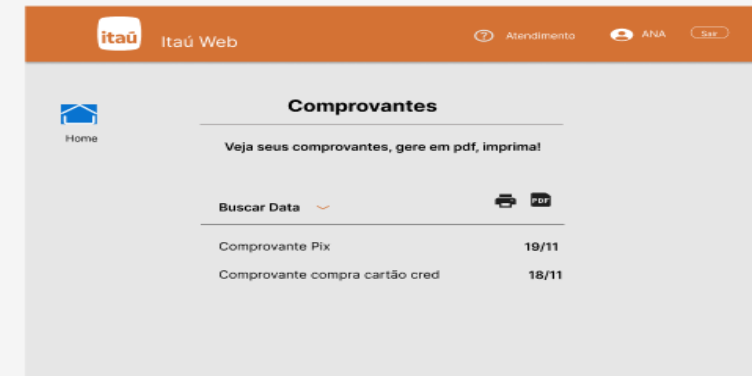 itaú
Itaú Web
? Atendimento
ANA
Sair
Home
Comprovantes
Veja seus comprovantes, gere em pdf, imprima!
Buscar Data
PDF
Comprovante Pix 19/11
Comprovante compra cartão cred 18/11